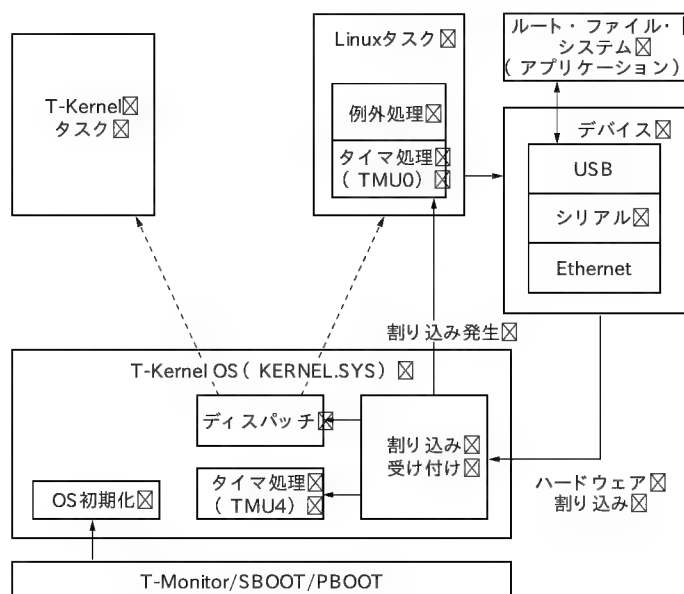 T-Kernel
タスク
Linuxタスク
例外処理
タイマ処理
(TMU0)
ルート・ファイル・
システム
(アプリケーション)
デバイス
USB
シリアル
Ethernet
割り込み発生
T-Kernel OS(KERNEL.SYS)
ディスパッチ
割り込み
受け付け
タイマ処理
(TMU4)
OS初期化
ハードウェア
割り込み
T-Monitor/SBOOT/PBOOT